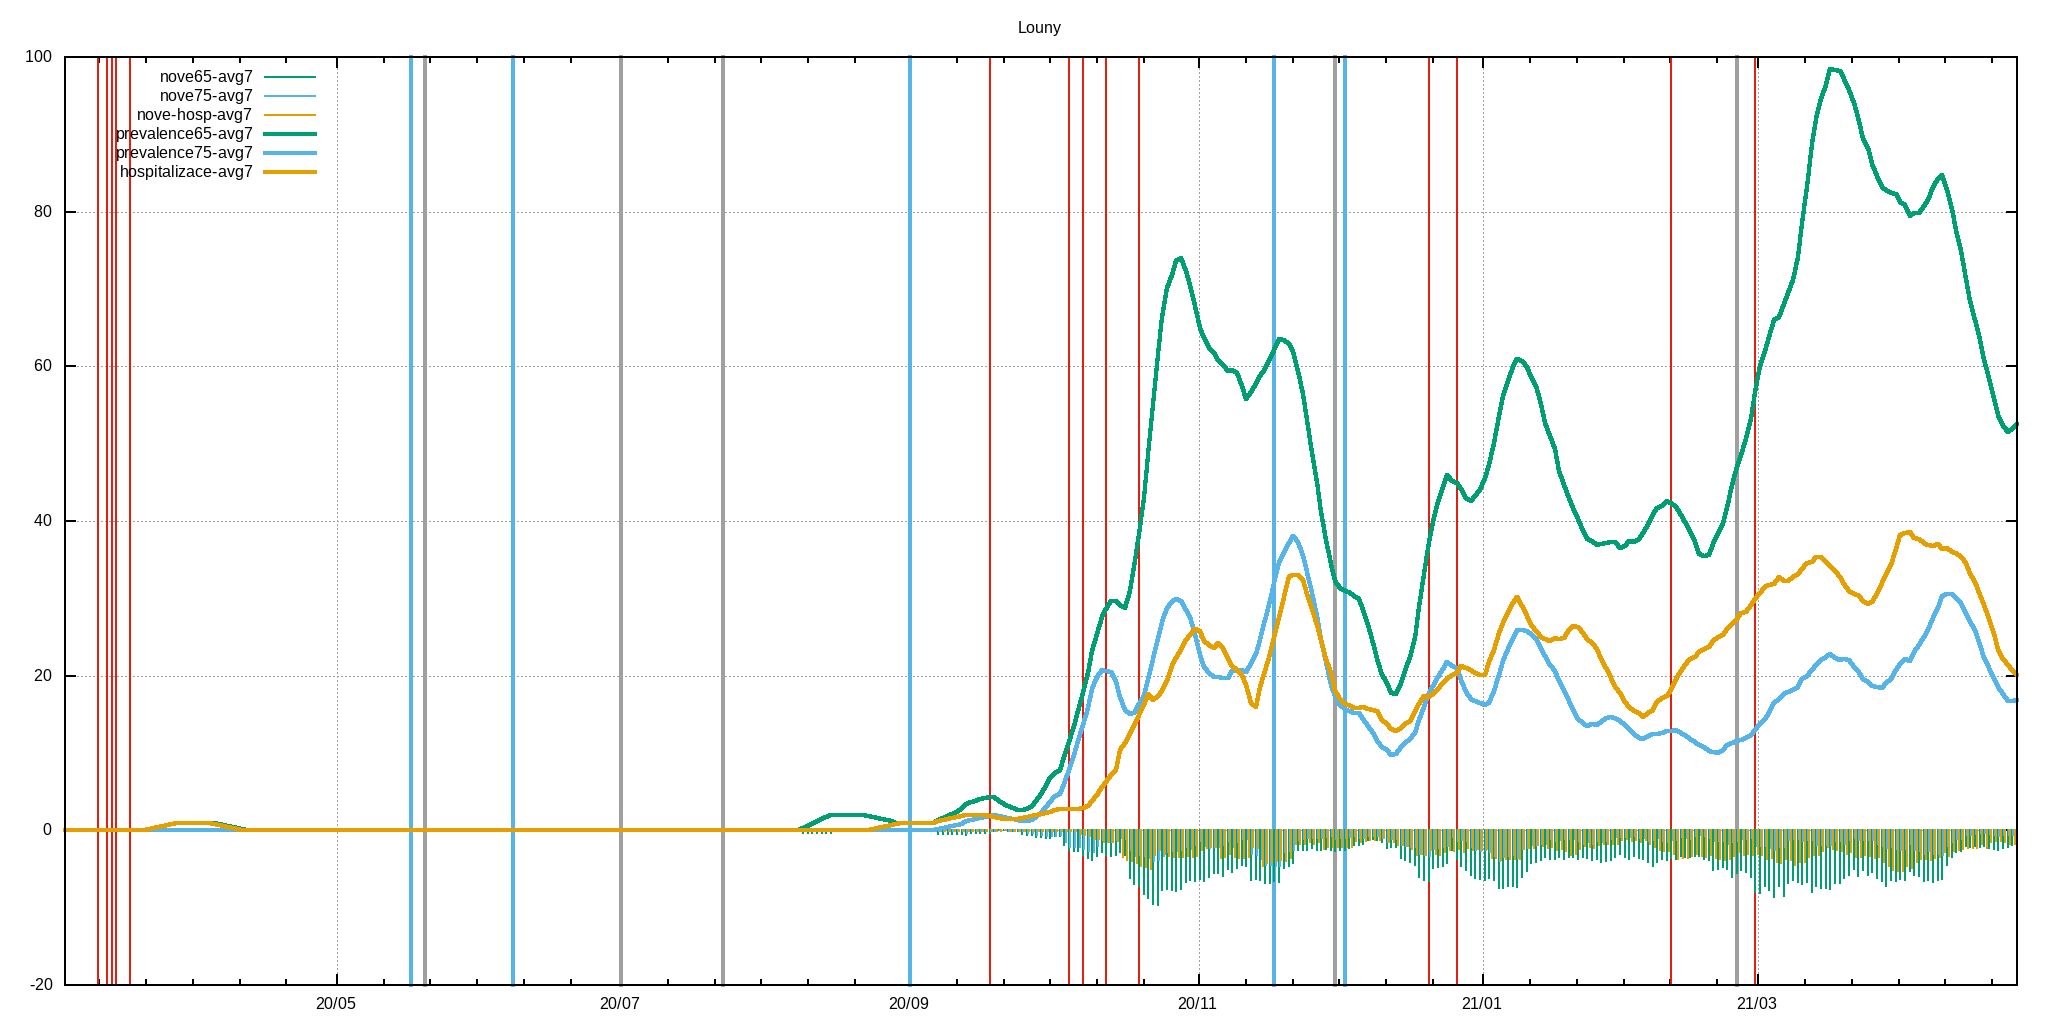 Louny
100
nove65-avg7
nove75-avg7
nove-hosp-avg7
prevalence65-avg7
prevalence75-avg7
hospitalizace-avg7
80
60
40
20
0
-20
20/05
20/07
20/09
20/11
21/01
21/03